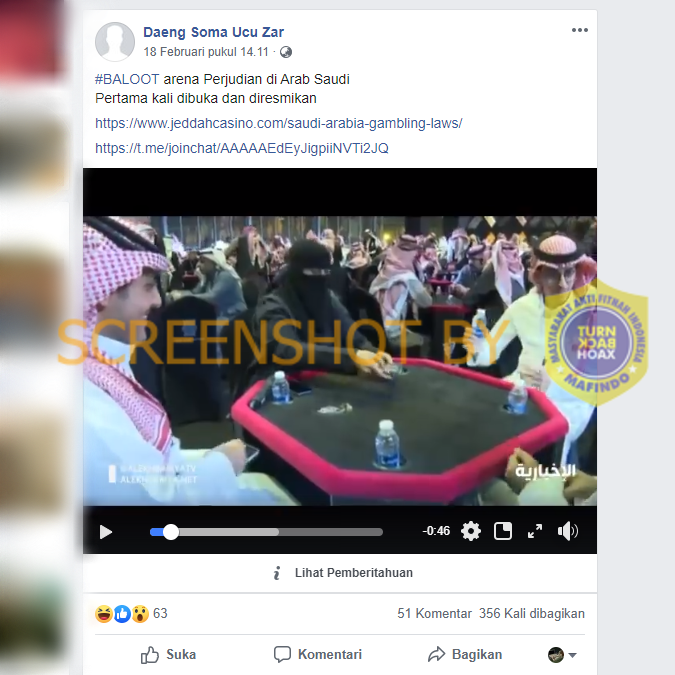 Daeng Soma Ucu Zar
18 Februari pukul 14.11 ·
#BALOOT arena Perjudian di Arab Saudi
Pertama kali dibuka dan diresmikan
https://www.jeddahcasino.com/saudi-arabia-gambling-laws/
https://t.me/joinchat/AAAAAEdEyJigpiiNVTi2JQ
SCREENSHOT BY
MASYARAKAT ANTI FITNAH INDONESIA
TURN
BACK
HOAX
MAFINDO
الإخبارية
-0:46
Lihat Pemberitahuan
63
51 Komentar 356 Kali dibagikan
Suka Komentari Bagikan